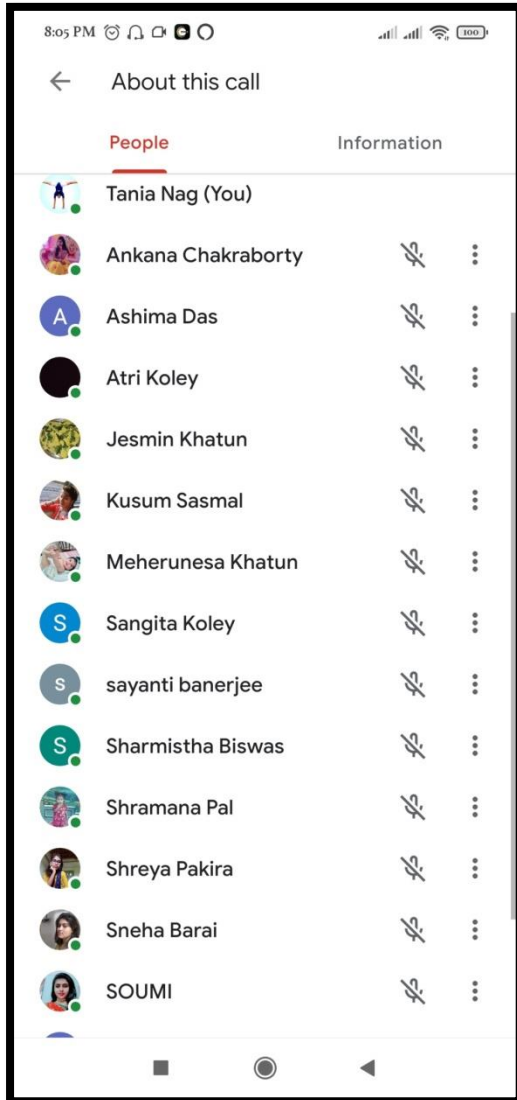 8:05 PM 100
About this call
People Information
Tania Nag (You)
Ankana Chakraborty
A Ashima Das
Atri Koley
Jesmin Khatun
Kusum Sasmal
Meherunesa Khatun
S Sangita Koley
s sayanti banerjee
S Sharmistha Biswas
Shramana Pal
Shreya Pakira
Sneha Barai
SOUMI